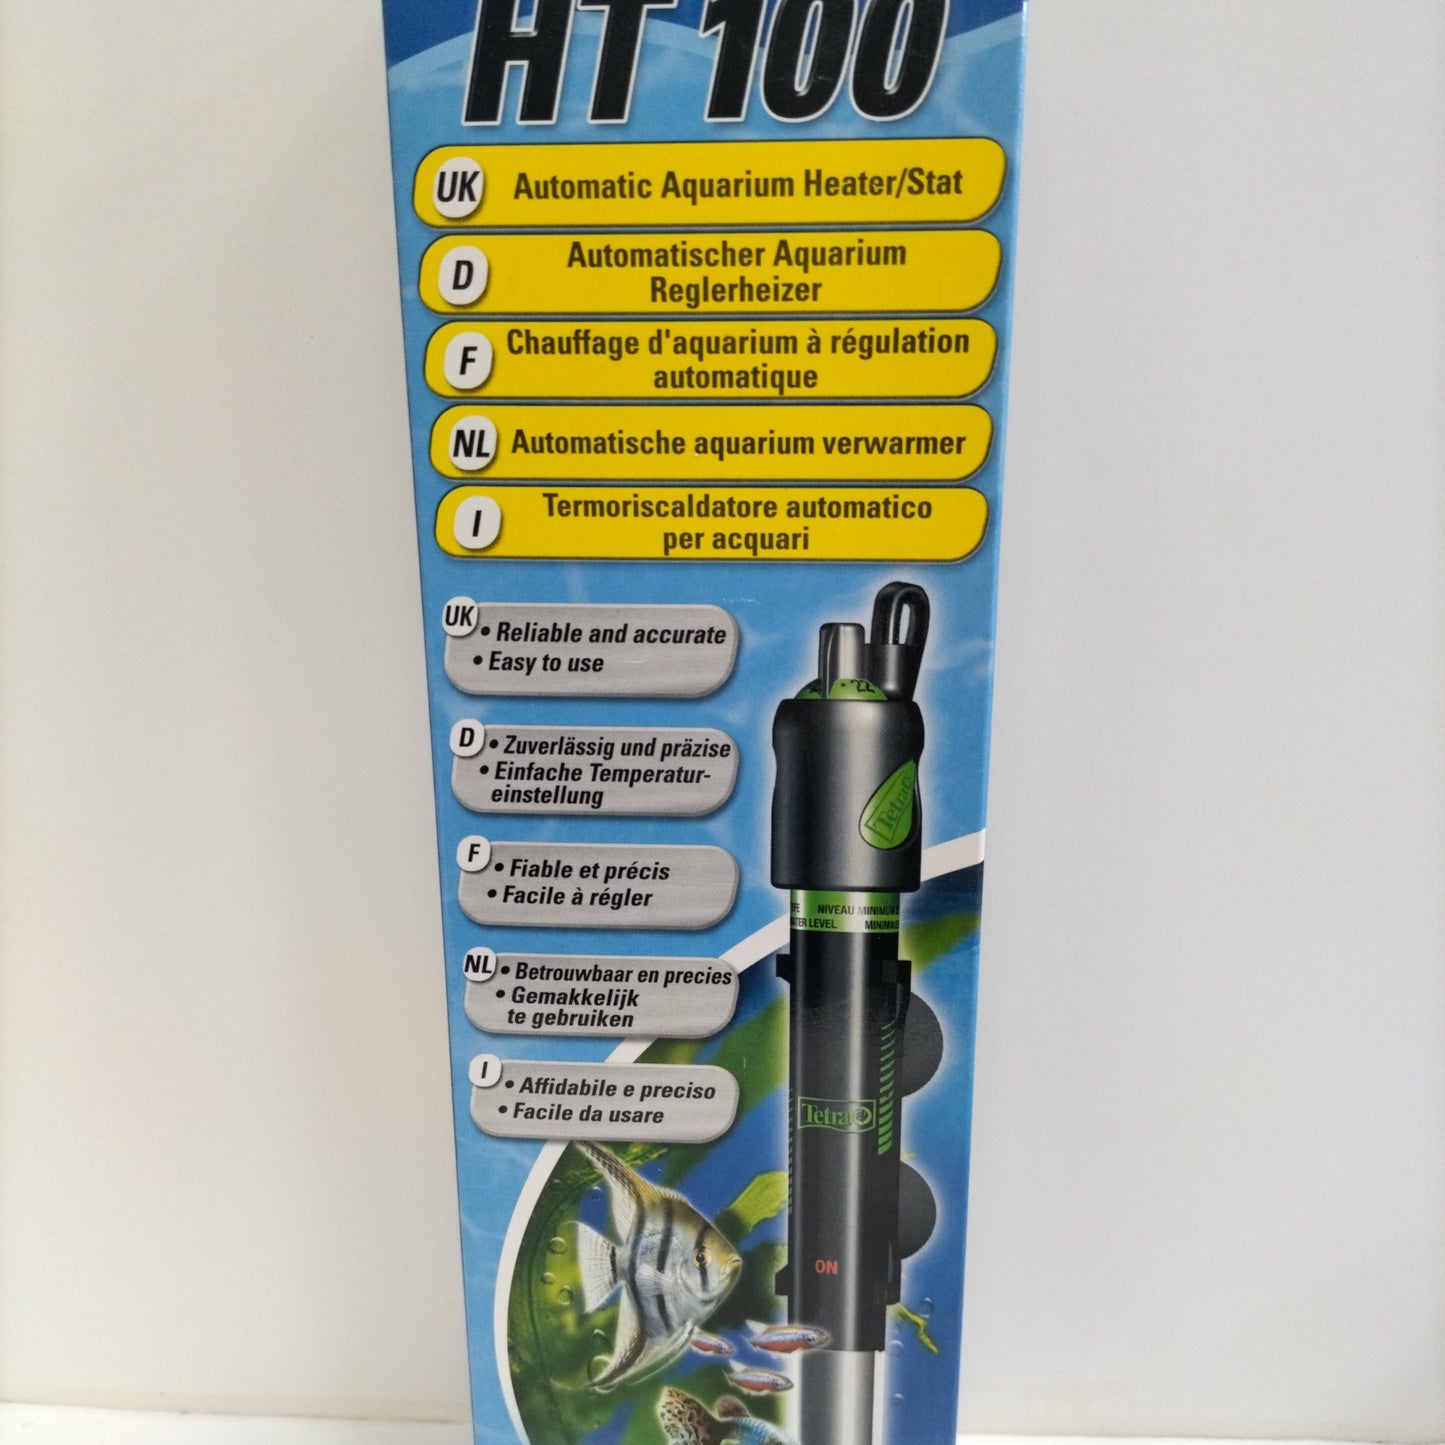 HT 100
UK Automatic Aquarium Heater/Stat
D Automatischer Aquarium
Reglerheizer
F Chauffage d'aquarium à régulation
automatique
NL Automatische aquarium verwarmer
I Termoriscaldatore automatico
per acquari
UK • Reliable and accurate
• Easy to use
D • Zuverlässig und präzise
• Einfache Temperatur-
einstellung
F • Fiable et précis
• Facile à régler
NL • Betrouwbaar en precies
• Gemakkelijk
te gebruiken
I • Affidabile e preciso
• Facile da usare
22
Tetra
NIVEAU MINIMUM
LEVEL
Tetra
ON